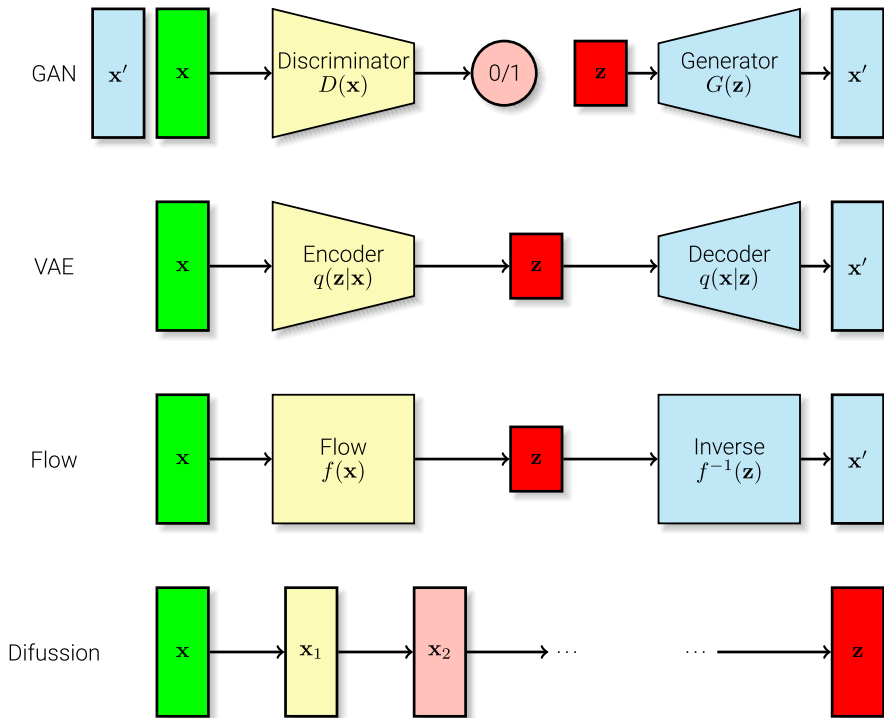 GAN
x′
x
Discriminator
D(x)
0/1
z
Generator
G(z)
x′
VAE
x
Encoder
q(z|x)
z
Decoder
q(x|z)
x′
Flow
x
Flow
f(x)
z
Inverse
f⁻¹(z)
x′
Difussion
x
x₁
x₂
···
···
z